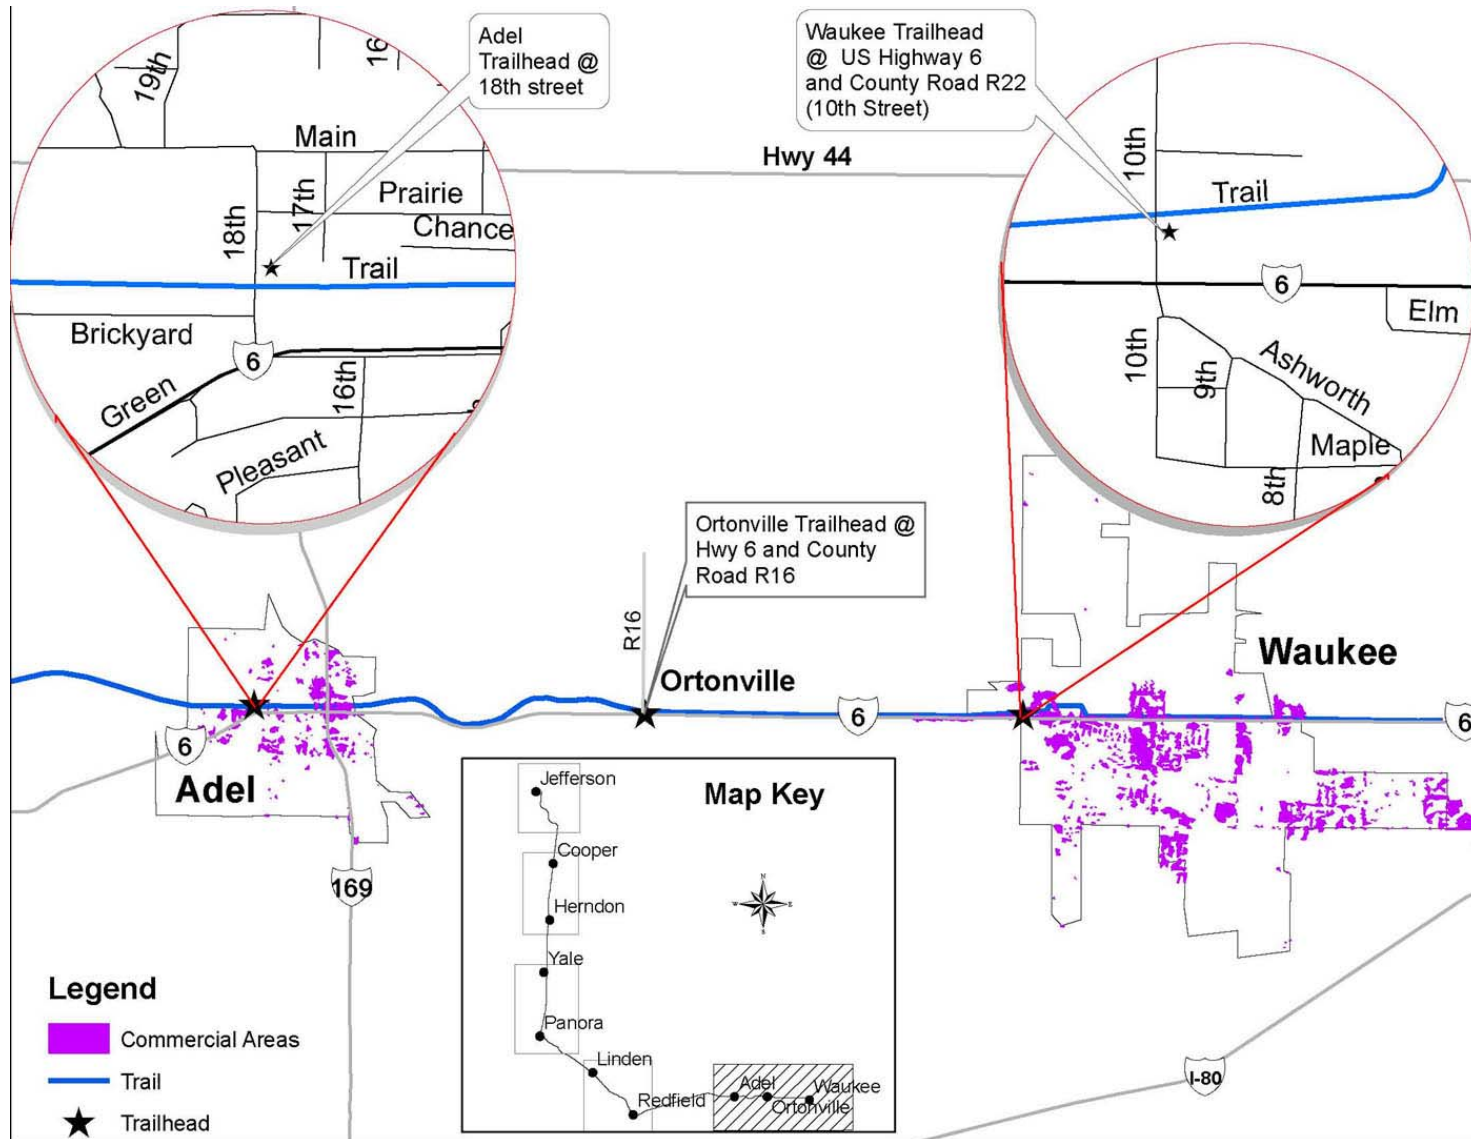 Adel
Trailhead @
18th street
Waukee Trailhead
@ US Highway 6
and County Road R22
(10th Street)
19th
16
Main
Hwy 44
10th
17th
Prairie
Trail
18th
Chance
Trail
6
Brickyard
Elm
6
10th
Ashworth
16th
9th
Green
Maple
Pleasant
8th
Ortonville Trailhead @
Hwy 6 and County
Road R16
R16
Waukee
Ortonville
6
6
6
Adel
Map Key
Jefferson
Cooper
Herndon
Yale
Panora
Linden
Redfield
Adel
Waukee
Ortonville
N
W
E
S
169
Legend
Commercial Areas
Trail
Trailhead
I-80